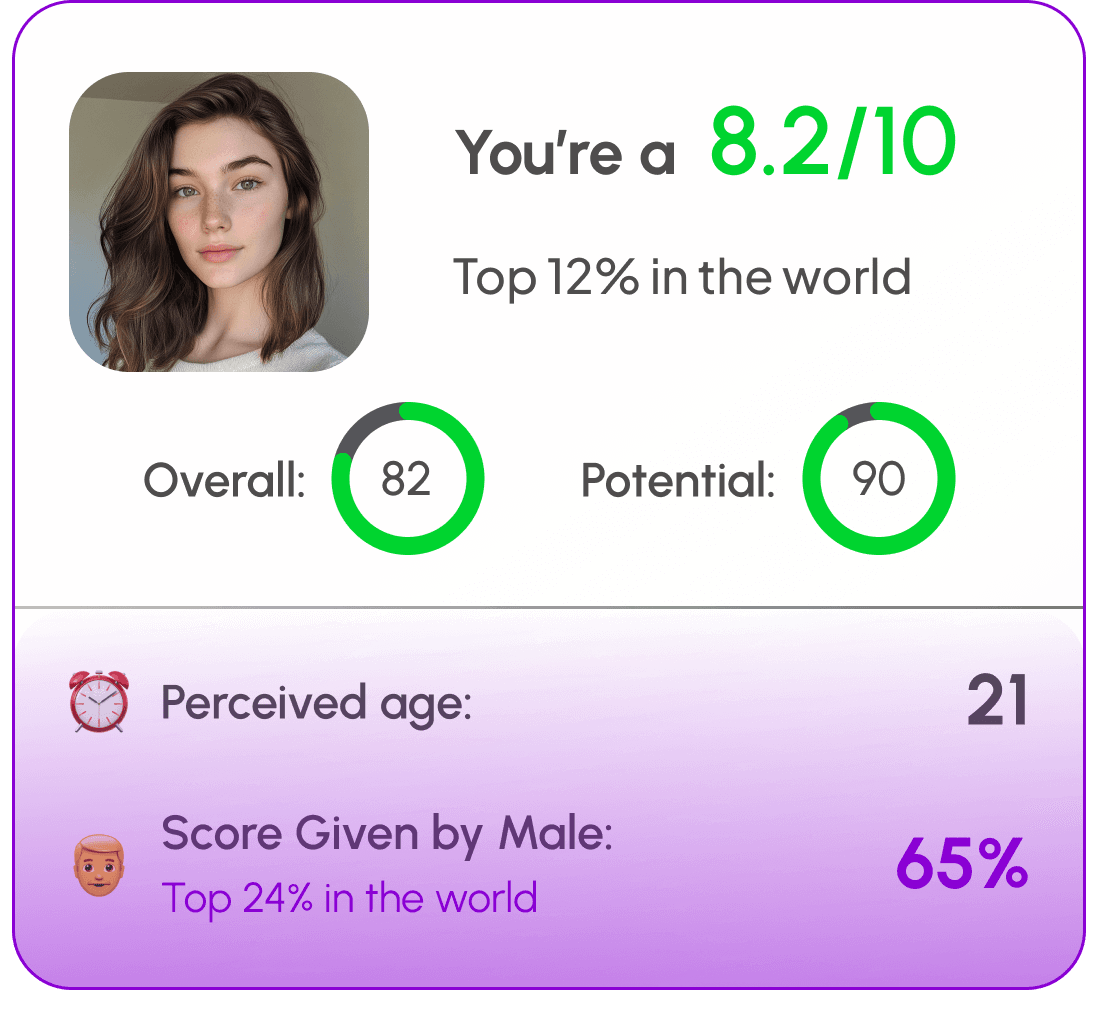 You're a 8.2/10
Top 12% in the world
Overall: 82 Potential: 90
Perceived age: 21
Score Given by Male: 65%
Top 24% in the world